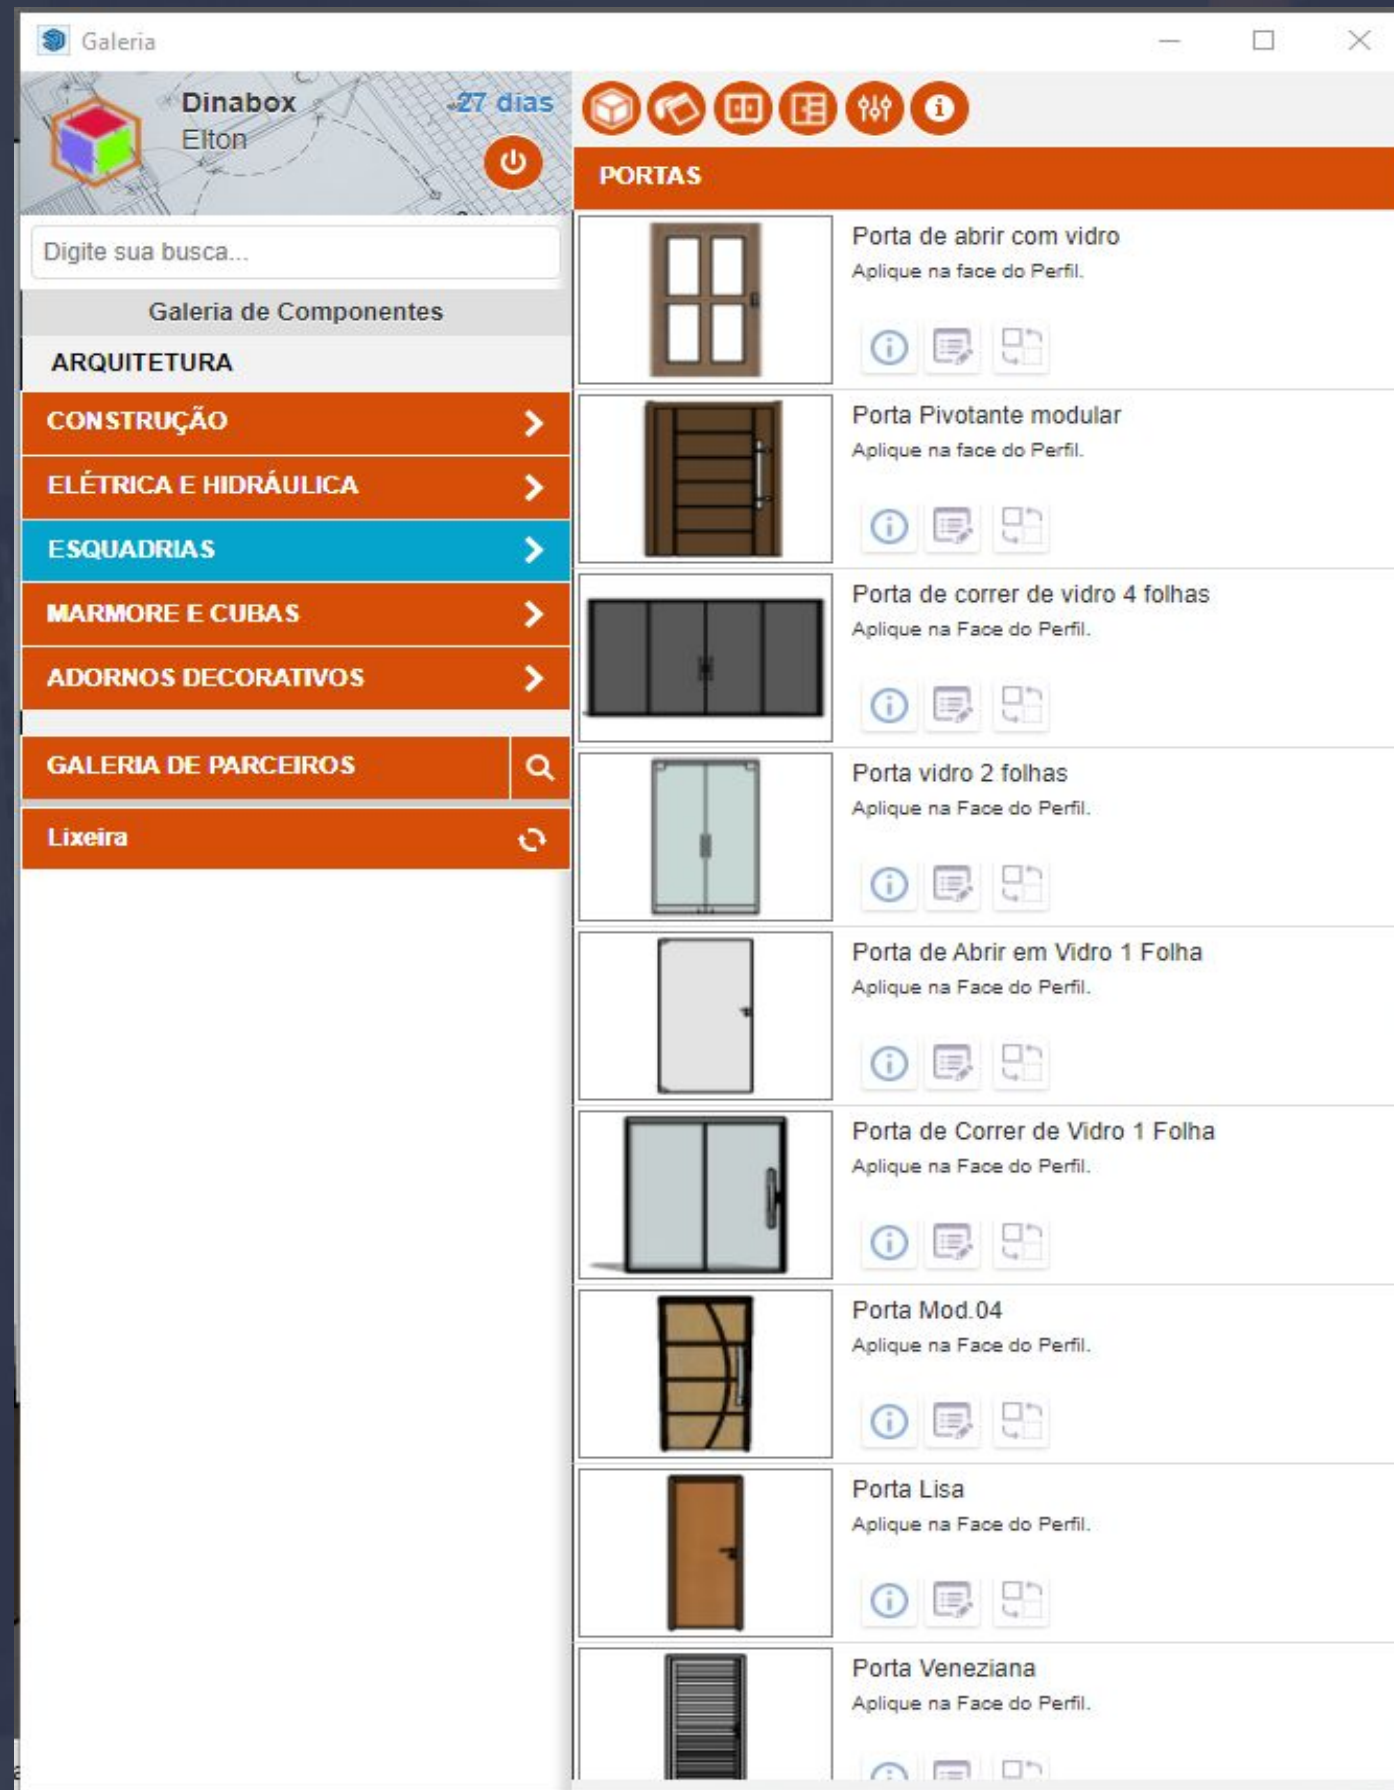 Galeria
Dinabox
27 dias
Elton
Digite sua busca...
Galeria de Componentes
ARQUITETURA
CONSTRUÇÃO
ELÉTRICA E HIDRÁULICA
ESQUADRIAS
MARMORE E CUBAS
ADORNOS DECORATIVOS
GALERIA DE PARCEIROS
Lixeira
PORTAS
Porta de abrir com vidro
Aplique na face do Perfil.
Porta Pivotante modular
Aplique na face do Perfil.
Porta de correr de vidro 4 folhas
Aplique na Face do Perfil.
Porta vidro 2 folhas
Aplique na Face do Perfil.
Porta de Abrir em Vidro 1 Folha
Aplique na Face do Perfil.
Porta de Correr de Vidro 1 Folha
Aplique na Face do Perfil.
Porta Mod.04
Aplique na Face do Perfil.
Porta Lisa
Aplique na Face do Perfil.
Porta Veneziana
Aplique na Face do Perfil.